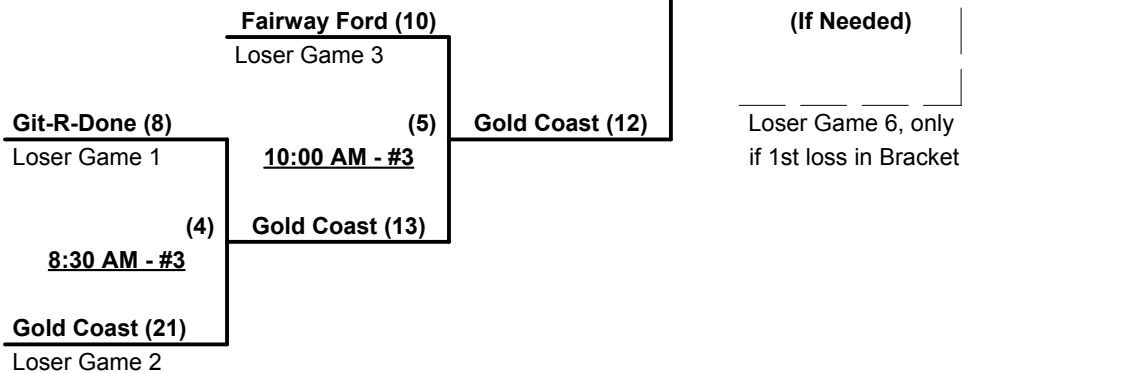 Fairway Ford (10)
(If Needed)
Loser Game 3
Git-R-Done (8)
(5)
Gold Coast (12)
Loser Game 6, only
Loser Game 1
10:00 AM - #3
if 1st loss in Bracket
(4)
Gold Coast (13)
8:30 AM - #3
Gold Coast (21)
Loser Game 2